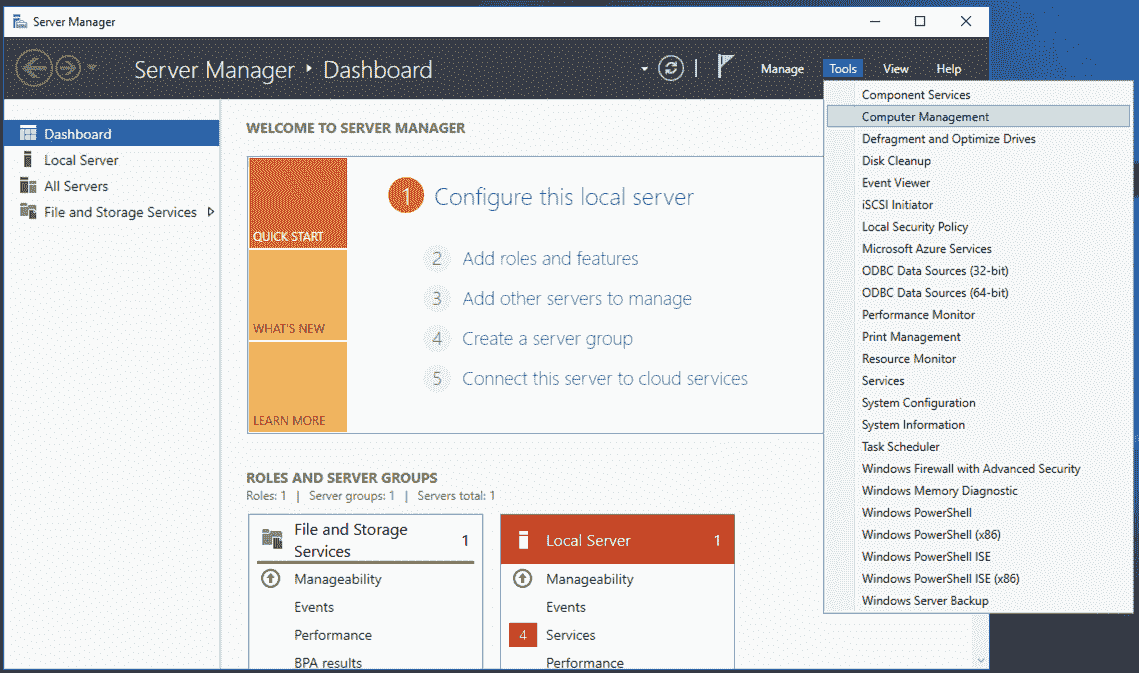 Server Manager
Server Manager ‣ Dashboard
Manage Tools View Help
Dashboard
Local Server
All Servers
File and Storage Services
WELCOME TO SERVER MANAGER
QUICK START
WHAT'S NEW
LEARN MORE
1 Configure this local server
2 Add roles and features
3 Add other servers to manage
4 Create a server group
5 Connect this server to cloud services
ROLES AND SERVER GROUPS
Roles: 1 | Server groups: 1 | Servers total: 1
File and Storage
Services 1
Manageability
Events
Performance
BPA results
Local Server 1
Manageability
Events
4 Services
Performance
Component Services
Computer Management
Defragment and Optimize Drives
Disk Cleanup
Event Viewer
iSCSI Initiator
Local Security Policy
Microsoft Azure Services
ODBC Data Sources (32-bit)
ODBC Data Sources (64-bit)
Performance Monitor
Print Management
Resource Monitor
Services
System Configuration
System Information
Task Scheduler
Windows Firewall with Advanced Security
Windows Memory Diagnostic
Windows PowerShell
Windows PowerShell (x86)
Windows PowerShell ISE
Windows PowerShell ISE (x86)
Windows Server Backup